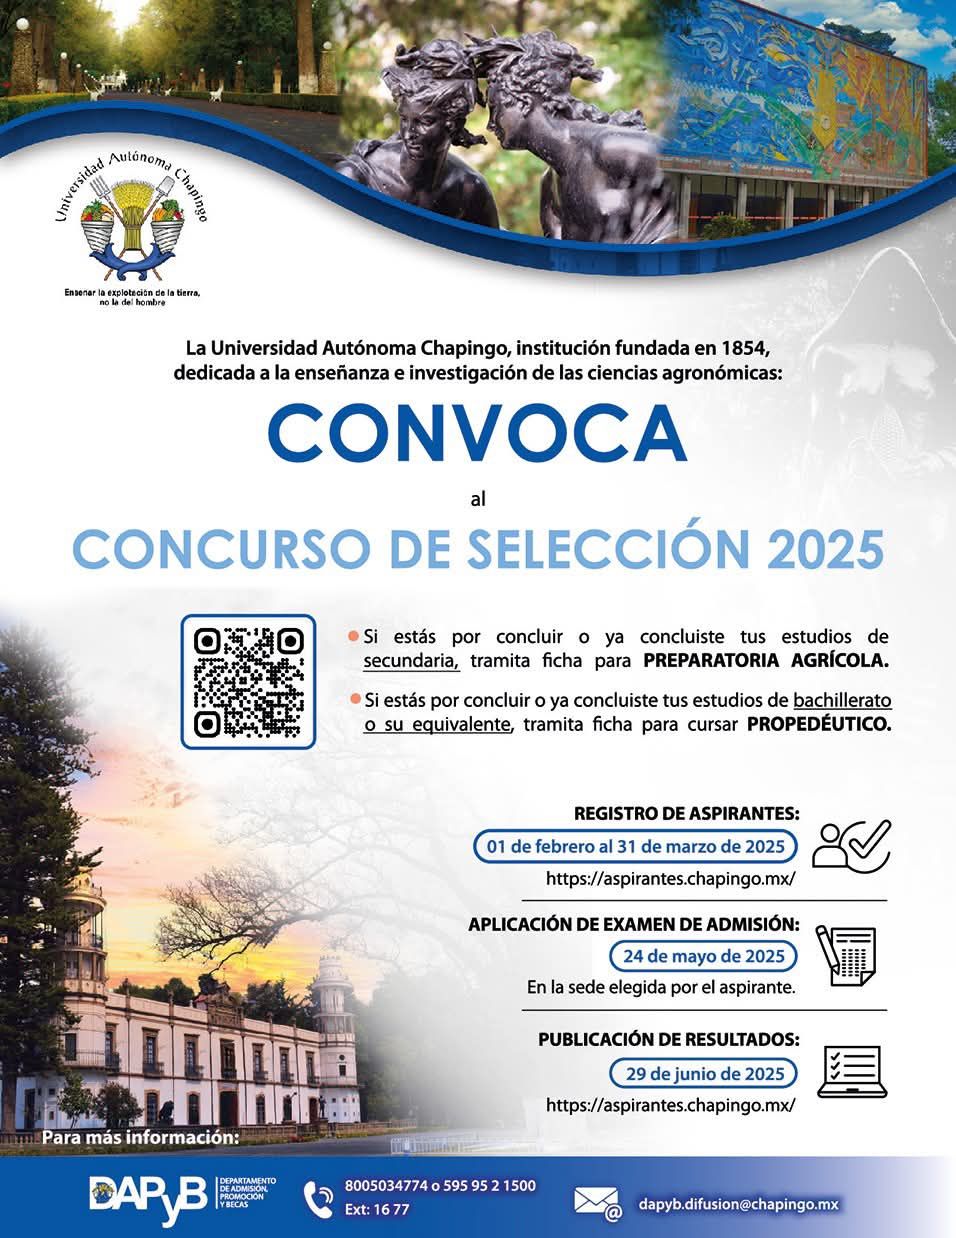 Universidad Autónoma Chapingo
Enseñar la explotación de la tierra,
no la del hombre
La Universidad Autónoma Chapingo, institución fundada en 1854,
dedicada a la enseñanza e investigación de las ciencias agronómicas:
CONVOCA
al
CONCURSO DE SELECCIÓN 2025
Si estás por concluir o ya concluiste tus estudios de
secundaria, tramita ficha para PREPARATORIA AGRÍCOLA.
Si estás por concluir o ya concluiste tus estudios de bachillerato
o su equivalente, tramita ficha para cursar PROPEDÉUTICO.
REGISTRO DE ASPIRANTES:
01 de febrero al 31 de marzo de 2025
https://aspirantes.chapingo.mx/
APLICACIÓN DE EXAMEN DE ADMISIÓN:
24 de mayo de 2025
En la sede elegida por el aspirante.
PUBLICACIÓN DE RESULTADOS:
29 de junio de 2025
https://aspirantes.chapingo.mx/
Para más información:
DAPyB
DEPARTAMENTO
DE ADMISIÓN,
PROMOCIÓN
Y BECAS
8005034774 o 595 95 2 1500
Ext: 16 77
dapyb.difusion@chapingo.mx